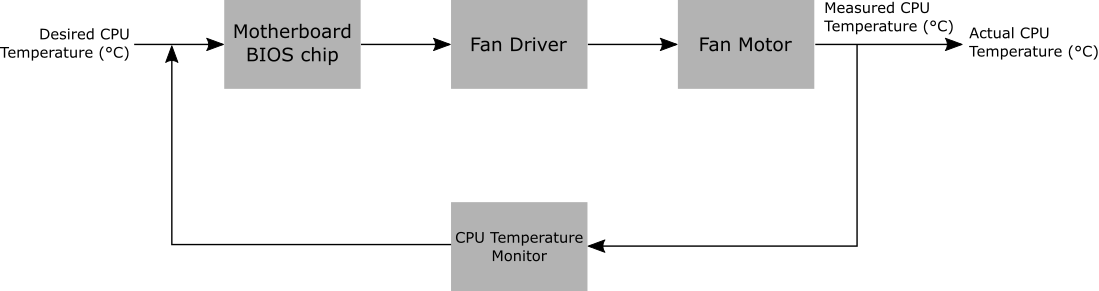 Desired CPU
Temperature (°C)
Motherboard
BIOS chip
Fan Driver
Fan Motor
Measured CPU
Temperature (°C)
Actual CPU
Temperature (°C)
CPU Temperature
Monitor